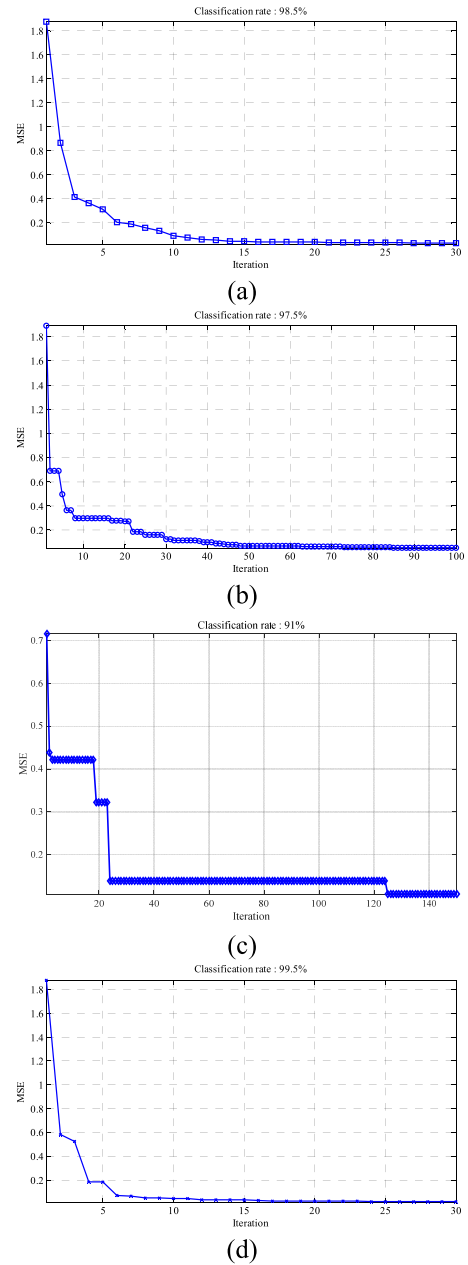 Classification rate : 98.5%
1.8
1.6
1.4
1.2
1
0.8
0.6
0.4
0.2
MSE
5 10 15 20 25 30
Iteration
(a)
Classification rate : 97.5%
1.8
1.6
1.4
1.2
1
0.8
0.6
0.4
0.2
MSE
10 20 30 40 50 60 70 80 90 100
Iteration
(b)
Classification rate : 91%
0.7
0.6
0.5
0.4
0.3
0.2
MSE
20 40 60 80 100 120 140
Iteration
(c)
Classification rate : 99.5%
1.8
1.6
1.4
1.2
1
0.8
0.6
0.4
0.2
MSE
5 10 15 20 25 30
Iteration
(d)